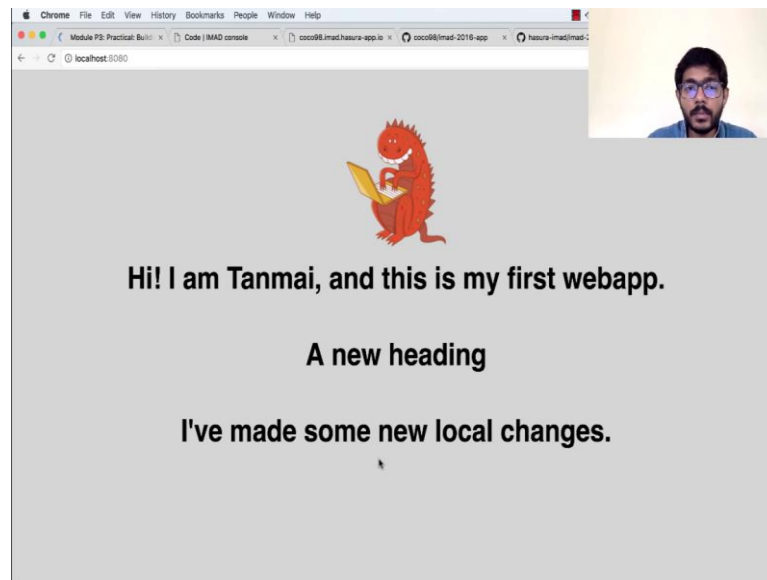 Chrome File Edit View History Bookmarks People Window Help
Module P3: Practical: Build Code | IMAD console coco98.imad.hasura-app.io coco98/imad-2016-app hasura-imad/imad-2
localhost:8080
Hi! I am Tanmai, and this is my first webapp.
A new heading
I've made some new local changes.